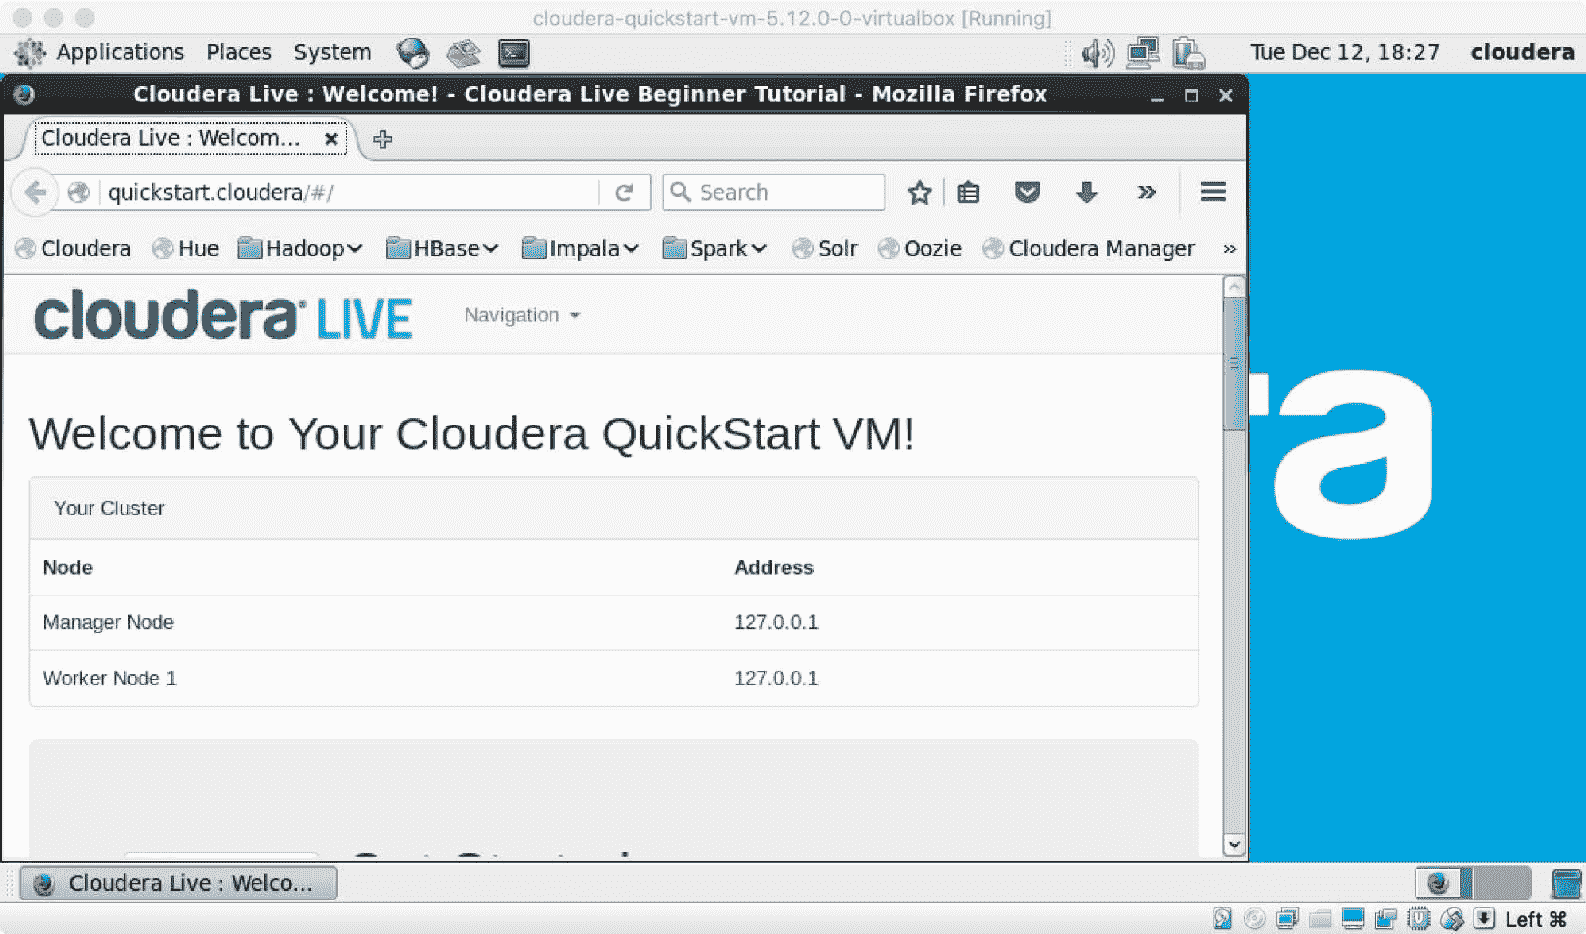 cloudera-quickstart-vm-5.12.0-0-virtualbox [Running]
Applications Places System Tue Dec 12, 18:27 cloudera
Cloudera Live : Welcome! - Cloudera Live Beginner Tutorial - Mozilla Firefox
Cloudera Live : Welcom...
quickstart.cloudera/#/ Search
Cloudera Hue Hadoop HBase Impala Spark Solr Oozie Cloudera Manager »
cloudera LIVE Navigation
ra
Welcome to Your Cloudera QuickStart VM!
Your Cluster
Node Address
Manager Node 127.0.0.1
Worker Node 1 127.0.0.1
Cloudera Live : Welco...
Left ⌘